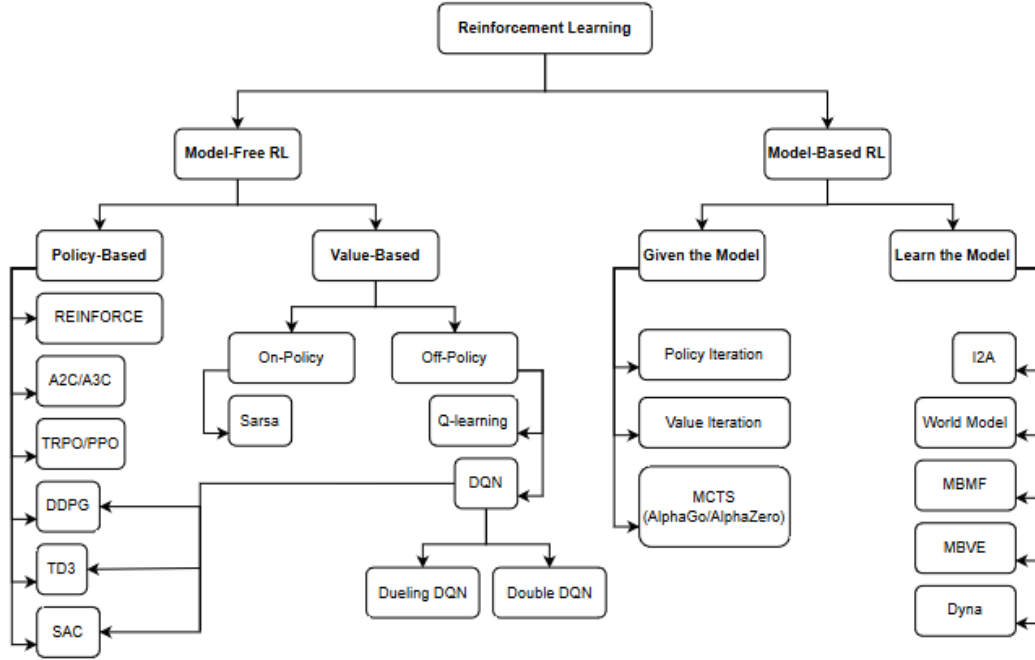 Reinforcement Learning
Model-Free RL
Model-Based RL
Policy-Based
Value-Based
Given the Model
Learn the Model
REINFORCE
On-Policy
Off-Policy
Policy Iteration
I2A
A2C/A3C
Sarsa
Q-learning
Value Iteration
World Model
TRPO/PPO
DQN
MBMF
DDPG
MCTS
(AlphaGo/AlphaZero)
MBVE
TD3
Dueling DQN
Double DQN
Dyna
SAC